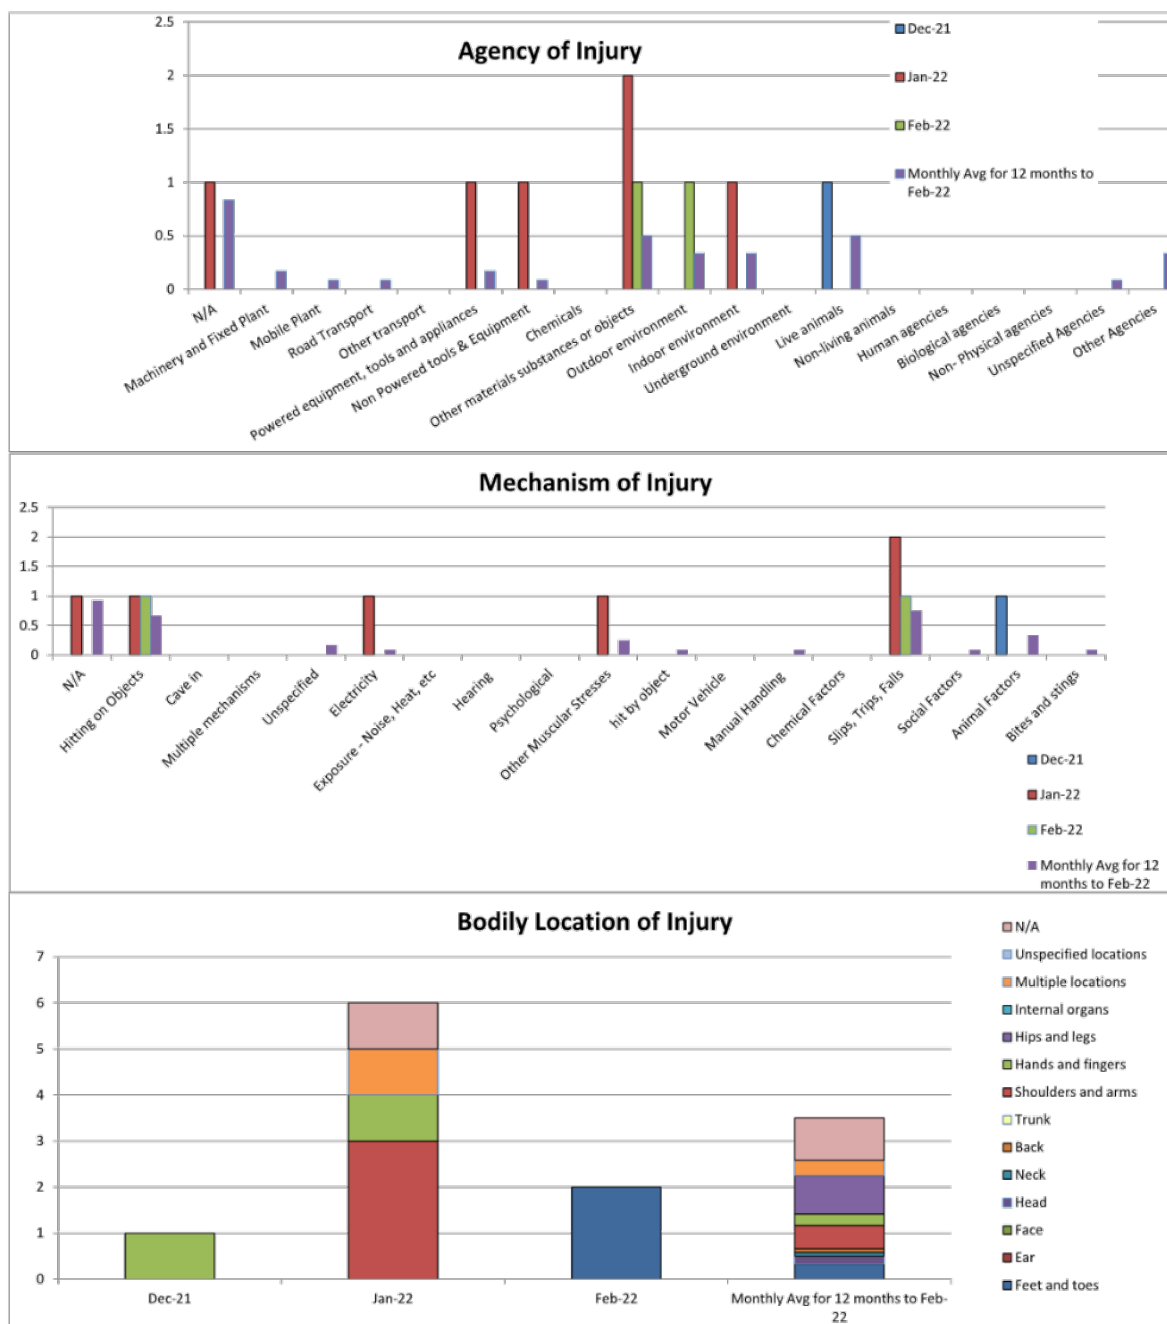 Agency of Injury
2.5
2
1.5
1
0.5
0
N/A
Machinery and Fixed Plant
Mobile Plant
Road Transport
Other transport
Powered equipment, tools and appliances
Non Powered tools & Equipment
Chemicals
Other materials substances or objects
Outdoor environment
Indoor environment
Underground environment
Live animals
Non-living animals
Human agencies
Biological agencies
Non- Physical agencies
Unspecified Agencies
Other Agencies
Dec-21
Jan-22
Feb-22
Monthly Avg for 12 months to
Feb-22
Mechanism of Injury
2.5
2
1.5
1
0.5
0
N/A
Hitting on Objects
Cave in
Multiple mechanisms
Unspecified
Electricity
Exposure - Noise, Heat, etc
Hearing
Psychological
Other Muscular Stresses
hit by object
Motor Vehicle
Manual Handling
Chemical Factors
Slips, Trips, Falls
Social Factors
Animal Factors
Bites and stings
Dec-21
Jan-22
Feb-22
Monthly Avg for 12
months to Feb-22
Bodily Location of Injury
7
6
5
4
3
2
1
0
Dec-21
Jan-22
Feb-22
Monthly Avg for 12 months to Feb-
22
N/A
Unspecified locations
Multiple locations
Internal organs
Hips and legs
Hands and fingers
Shoulders and arms
Trunk
Back
Neck
Head
Face
Ear
Feet and toes